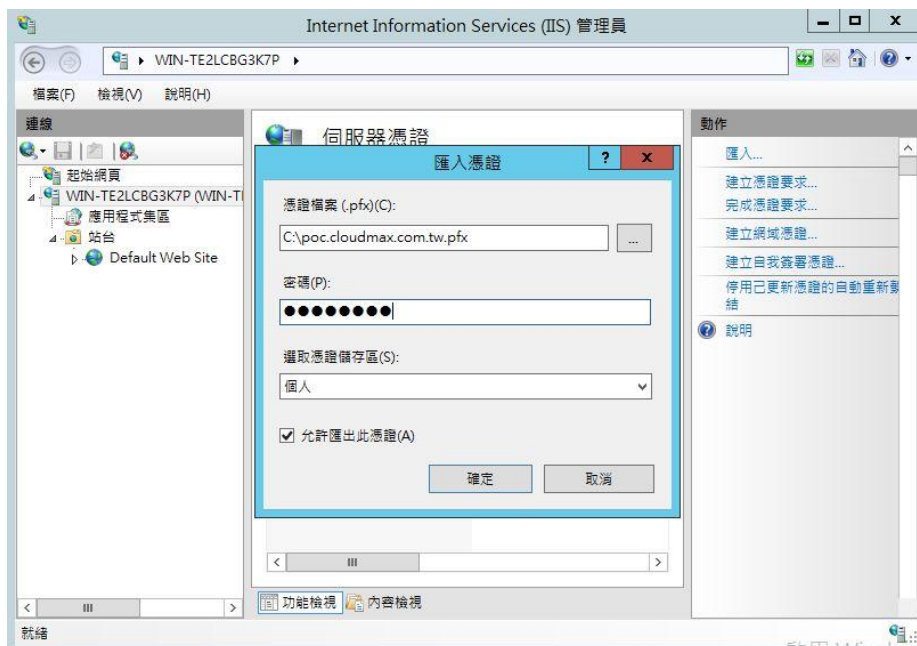 Internet Information Services (IIS) 管理員
WIN-TE2LCBG3K7P
檔案(F) 檢視(V) 說明(H)
連線
起始網頁
WIN-TE2LCBG3K7P (WIN-T
應用程式集區
站台
Default Web Site
伺服器憑證
匯入憑證
憑證檔案 (.pfx)(C):
C:\poc.cloudmax.com.tw.pfx
...
密碼(P):
●●●●●●●●
選取憑證儲存區(S):
個人
允許匯出此憑證(A)
確定 取消
功能檢視 內容檢視
動作
匯入...
建立憑證要求...
完成憑證要求...
建立網域憑證...
建立自我簽署憑證...
停用已更新憑證的自動重新繫
結
說明
就緒